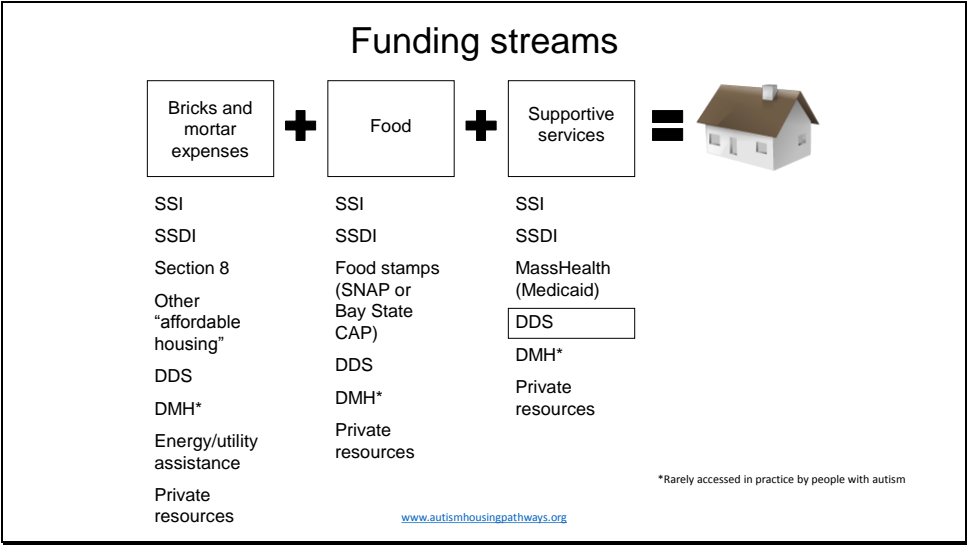 Funding streams
Bricks and
mortar
expenses
Food
Supportive
services
SSI
SSDI
Section 8
Other
“affordable
housing”
DDS
DMH*
Energy/utility
assistance
Private
resources
SSI
SSDI
Food stamps
(SNAP or
Bay State
CAP)
DDS
DMH*
Private
resources
SSI
SSDI
MassHealth
(Medicaid)
DDS
DMH*
Private
resources
*Rarely accessed in practice by people with autism
www.autismhousingpathways.org